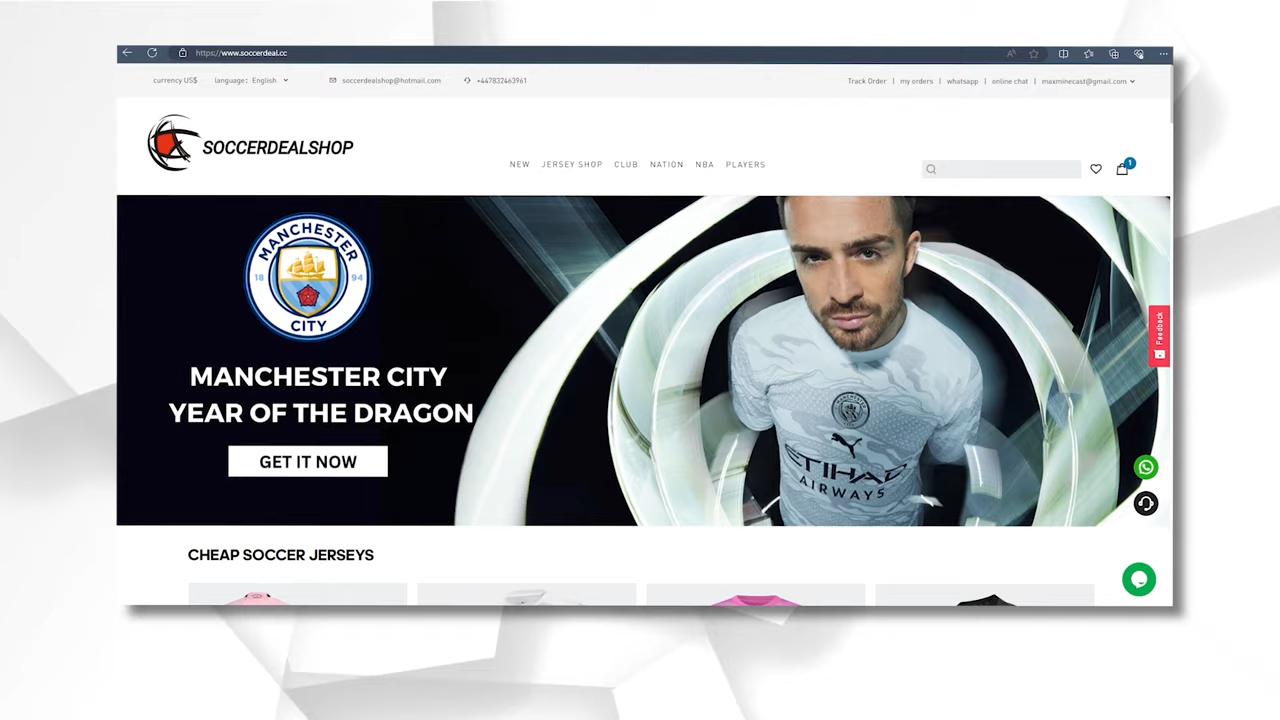 https://www.soccerdeal.cc
currency US$ language: English soccerdealshop@hotmail.com +447832463961 Track Order | my orders | whatsapp | online chat | maxminecast@gmail.com
SOCCERDEALSHOP
NEW JERSEY SHOP CLUB NATION NBA PLAYERS
1
MANCHESTER
18 94
CITY
MANCHESTER CITY
YEAR OF THE DRAGON
GET IT NOW
ETIHAD
AIRWAYS
Feedback
CHEAP SOCCER JERSEYS